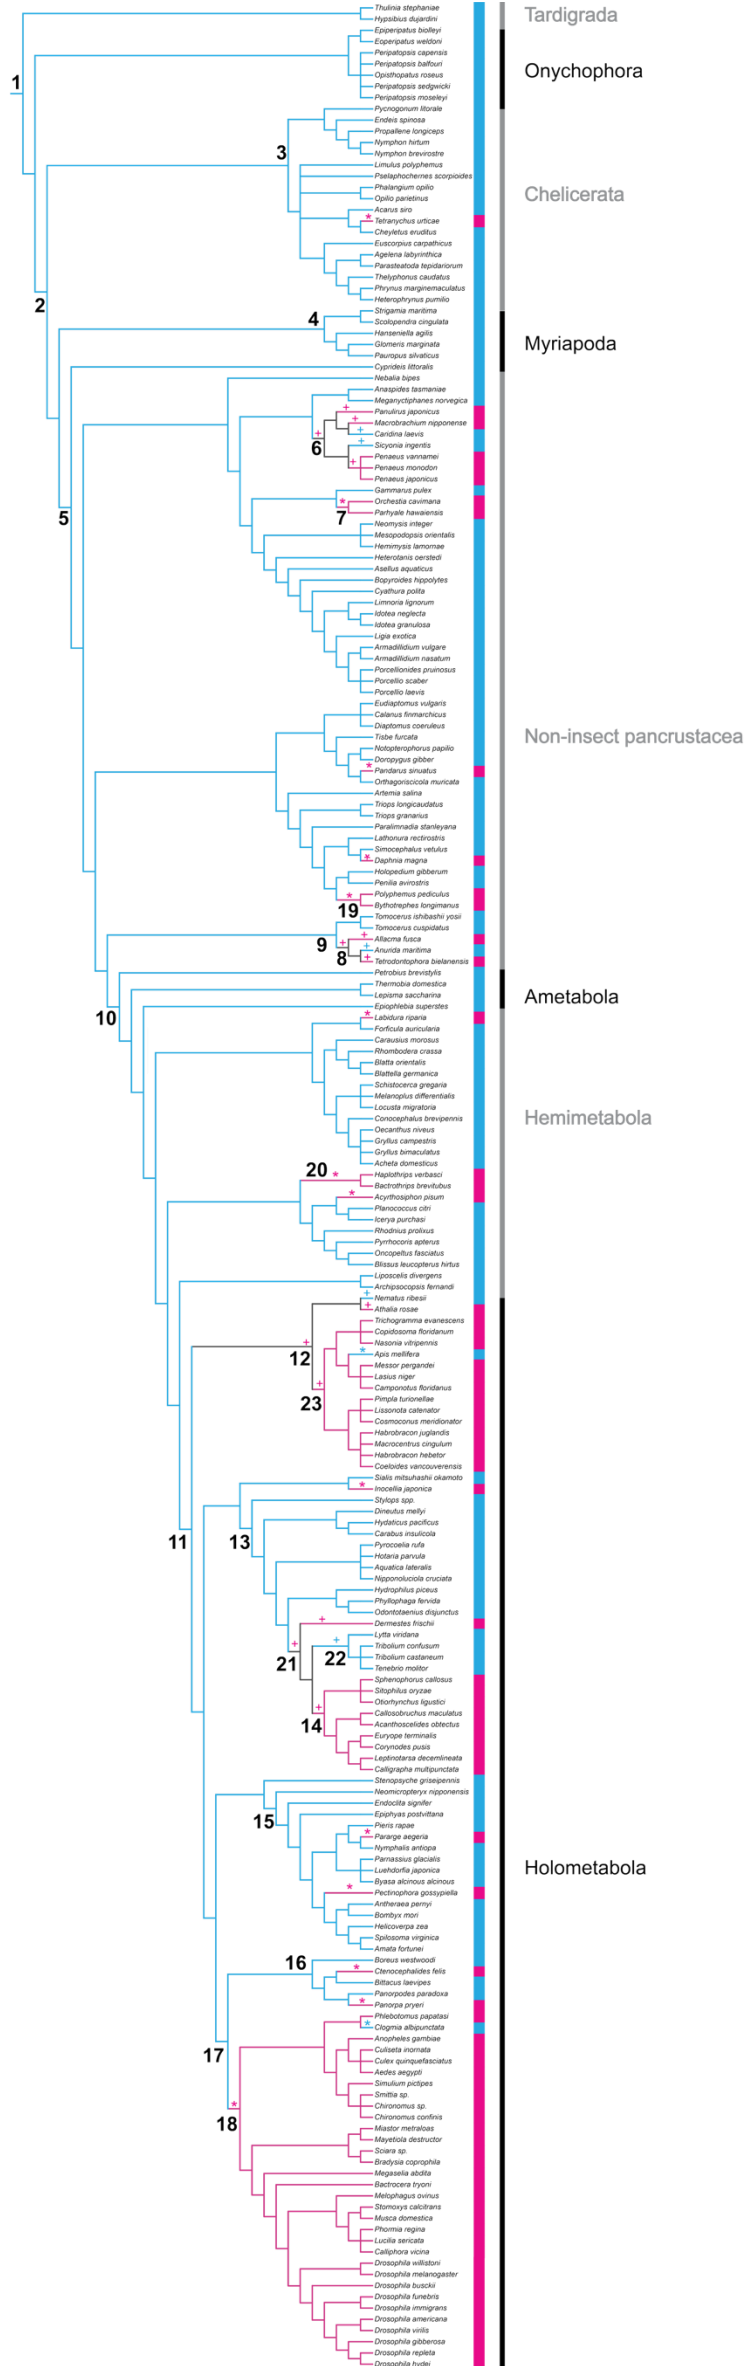 Thulinia stephaniae
Hypsibius dujardini
Tardigrada
Epiperipatus biolleyi
Eoperipatus weldoni
Peripatopsis capensis
Peripatopsis balfouri
Opisthopatus roseus
Peripatopsis sedgwicki
Peripatopsis moseleyi
Onychophora
1
Pycnogonum litorale
Endeis spinosa
Propallene longiceps
Nymphon hirtum
Nymphon brevirostre
3
Limulus polyphemus
Pselaphochernes scorpioides
Phalangium opilio
Opilio parietinus
Chelicerata
Acarus siro
* Tetranychus urticae
Cheyletus eruditus
Euscorpius carpathicus
Agelena labyrinthica
Parasteatoda tepidariorum
Thelyphonus caudatus
Phrynus marginemaculatus
Heterophrynus pumilio
2
Strigamia maritima
4
Scolopendra cingulata
Hanseniella agilis
Glomeris marginata
Pauropus silvaticus
Myriapoda
Cyprideis littoralis
Nebalia bipes
Anaspides tasmaniae
Meganyctiphanes norvegica
+ Panulirus japonicus
+ Macrobrachium nipponense
+ Caridina laevis
+
6
+ Sicyonia ingentis
+ Penaeus vannamei
Penaeus monodon
Penaeus japonicus
Gammarus pulex
* Orchestia cavimana
Parhyale hawaiensis
7
5
Neomysis integer
Mesopodopsis orientalis
Hemimysis lamornae
Heterotanis oerstedi
Asellus aquaticus
Bopyroides hippolytes
Cyathura polita
Limnoria lignorum
Idotea neglecta
Idotea granulosa
Ligia exotica
Armadillidium vulgare
Armadillidium nasatum
Porcellionides pruinosus
Porcellio scaber
Porcellio laevis
Eudiaptomus vulgaris
Calanus finmarchicus
Diaptomus coeruleus
Tisbe furcata
Non-insect pancrustacea
Notopterophorus papilio
Doropygus gibber
* Pandarus sinuatus
Orthagoriscicola muricata
Artemia salina
Triops longicaudatus
Triops granarius
Paralimnadia stanleyana
Lathonura rectirostris
Simocephalus vetulus
* Daphnia magna
Holopedium gibberum
Penilia avirostris
* Polyphemus pediculus
Bythotrephes longimanus
19
Tomocerus ishibashii yosii
Tomocerus cuspidatus
9
+ Allacma fusca
+
8
+ Anurida maritima
+ Tetrodontophora bielanensis
Petrobius brevistylis
Thermobia domestica
Lepisma saccharina
Ametabola
10
Epiophlebia superstes
* Labidura riparia
Forficula auricularia
Carausius morosus
Rhombodera crassa
Blatta orientalis
Blattella germanica
Schistocerca gregaria
Melanoplus differentialis
Locusta migratoria
Conocephalus brevipennis
Hemimetabola
Oecanthus niveus
Gryllus campestris
Gryllus bimaculatus
Acheta domesticus
20
* Haplothrips verbasci
Bactrothrips brevitubus
* Acyrthosiphon pisum
Planococcus citri
Icerya purchasi
Rhodnius prolixus
Pyrrhocoris apterus
Oncopeltus fasciatus
Blissus leucopterus hirtus
Liposcelis divergens
Archipsocopsis fernandi
+ Nematus ribesii
+ Athalia rosae
Trichogramma evanescens
Copidosoma floridanum
Nasonia vitripennis
+
12
* Apis mellifera
Messor pergandei
Lasius niger
Camponotus floridanus
+
23
Pimpla turionellae
Lissonota catenator
Cosmoconus meridionator
Habrobracon juglandis
Macrocentrus cingulum
Habrobracon hebetor
Coeloides vancouverensis
Sialis mitsuhashii okamoto
* Inocellia japonica
Stylops spp.
Dineutus mellyi
Hydaticus pacificus
Carabus insulicola
11
13
Pyrocoelia rufa
Hotaria parvula
Aquatica lateralis
Nipponoluciola cruciata
Hydrophilus piceus
Phyllophaga fervida
Odontotaenius disjunctus
+ Dermestes frischii
Lytta viridana
+
21
+
22
Tribolium confusum
Tribolium castaneum
Tenebrio molitor
Sphenophorus callosus
Sitophilus oryzae
Otiorhynchus ligustici
+
14
Callosobruchus maculatus
Acanthoscelides obtectus
Euryope terminalis
Corynodes pusis
Leptinotarsa decemlineata
Calligrapha multipunctata
Stenopsyche griseipennis
Neomicropteryx nipponensis
Endoclita signifer
Epiphyas postvittana
15
Pieris rapae
* Pararge aegeria
Nymphalis antiopa
Parnassius glacialis
Luehdorfia japonica
Byasa alcinous alcinous
Holometabola
* Pectinophora gossypiella
Antheraea pernyi
Bombyx mori
Helicoverpa zea
Spilosoma virginica
Amata fortunei
16
Boreus westwoodi
* Ctenocephalides felis
Bittacus laevipes
Panorpodes paradoxa
* Panorpa pryeri
Phlebotomus papatasi
* Clogmia albipunctata
Anopheles gambiae
Culiseta inornata
Culex quinquefasciatus
Aedes aegypti
17
Simulium pictipes
Smittia sp.
Chironomus sp.
Chironomus confinis
*
18
Miastor metraloas
Mayetiola destructor
Sciara sp.
Bradysia coprophila
Megaselia abdita
Bactrocera tryoni
Melophagus ovinus
Stomoxys calcitrans
Musca domestica
Phormia regina
Lucilia sericata
Calliphora vicina
Drosophila willistoni
Drosophila melanogaster
Drosophila busckii
Drosophila funebris
Drosophila immigrans
Drosophila americana
Drosophila virilis
Drosophila gibberosa
Drosophila repleta
Drosophila hydei